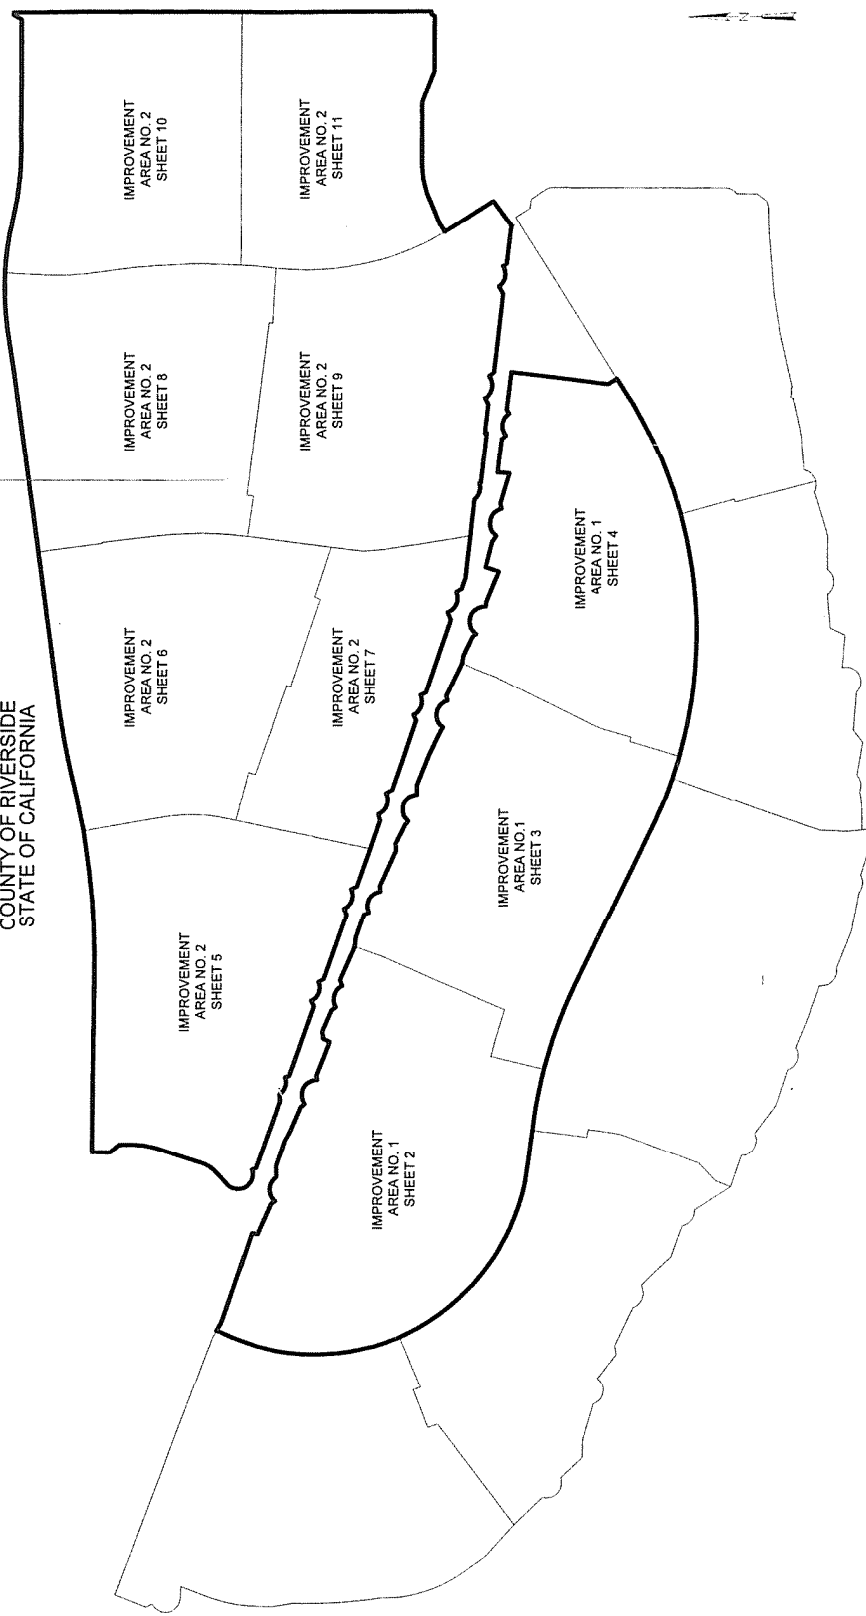 COUNTY OF RIVERSIDE
STATE OF CALIFORNIA
IMPROVEMENT
AREA NO. 1
SHEET 2
IMPROVEMENT
AREA NO.1
SHEET 3
IMPROVEMENT
AREA NO. 1
SHEET 4
IMPROVEMENT
AREA NO. 2
SHEET 5
IMPROVEMENT
AREA NO. 2
SHEET 6
IMPROVEMENT
AREA NO. 2
SHEET 7
IMPROVEMENT
AREA NO. 2
SHEET 8
IMPROVEMENT
AREA NO. 2
SHEET 9
IMPROVEMENT
AREA NO. 2
SHEET 10
IMPROVEMENT
AREA NO. 2
SHEET 11
N